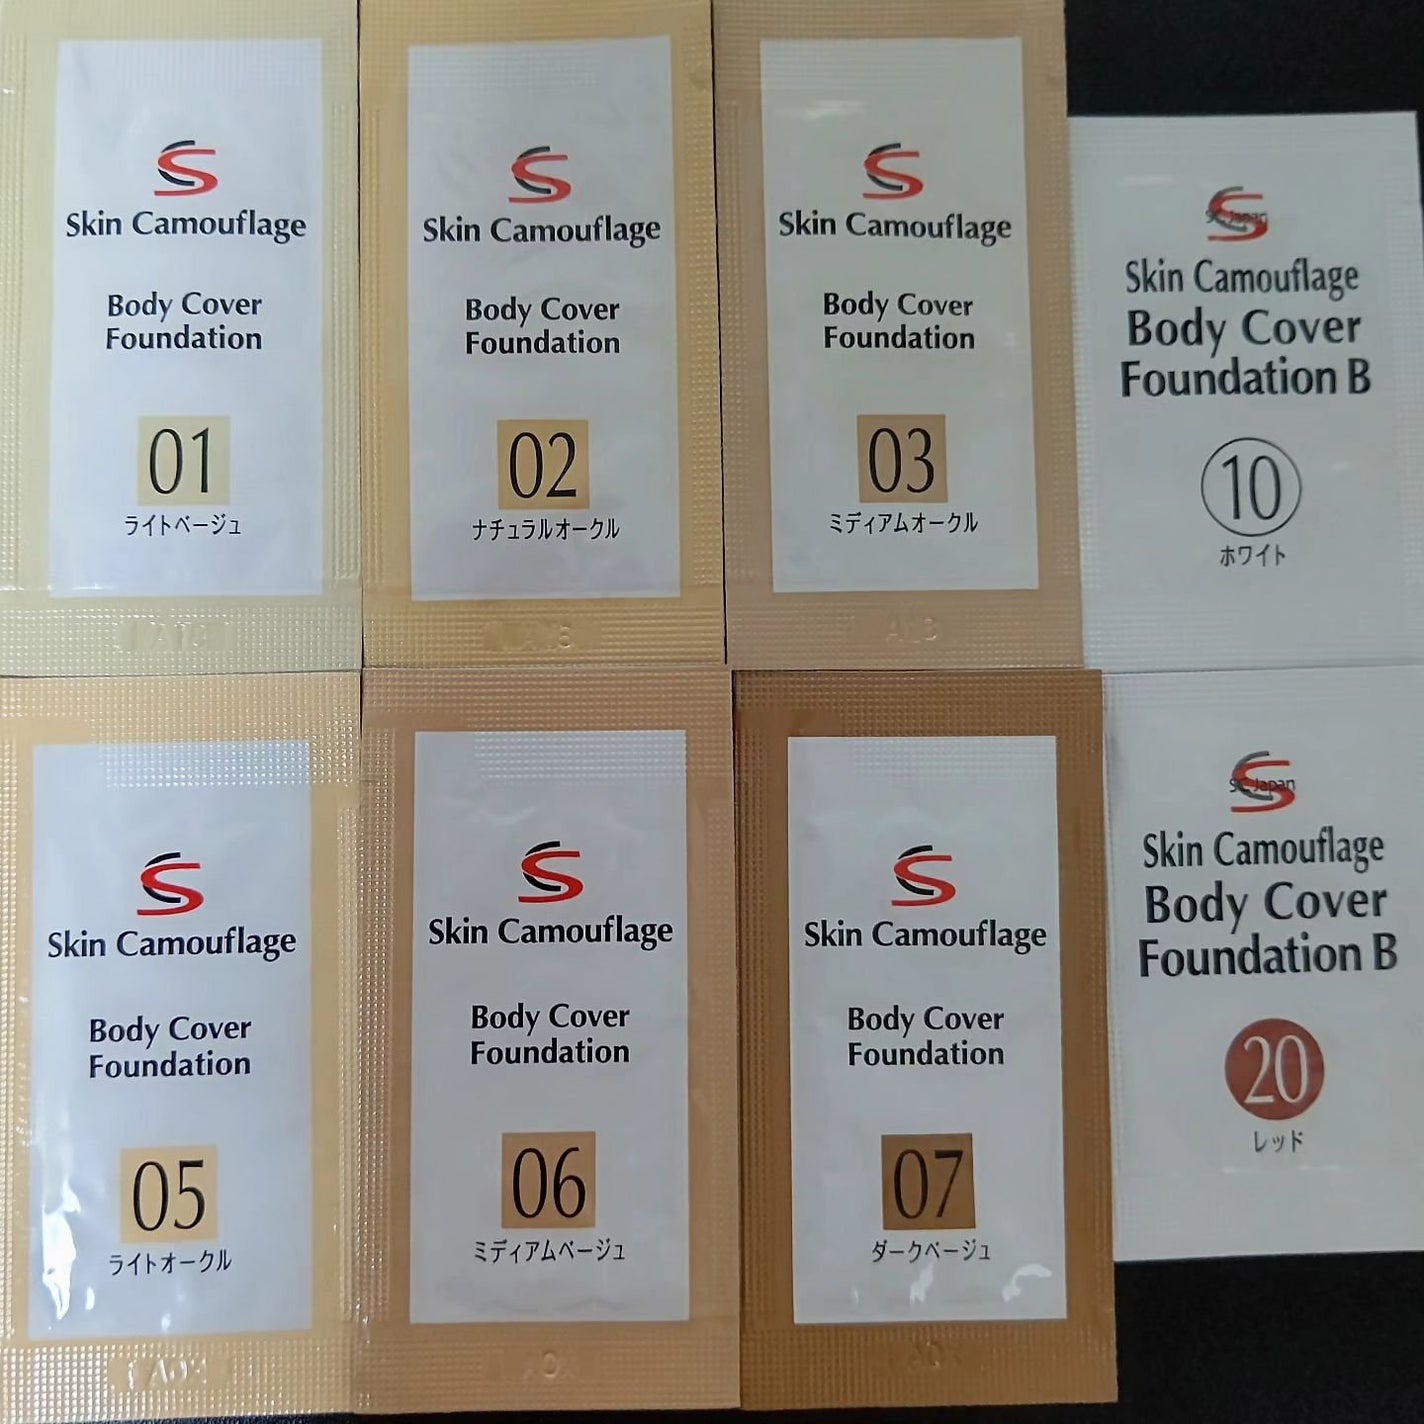 Skin Camouflage
Body Cover
Foundation
01
ライトベージュ
Skin Camouflage
Body Cover
Foundation
02
ナチュラルオークル
Skin Camouflage
Body Cover
Foundation
03
ミディアムオークル
SC Japan
Skin Camouflage
Body Cover
Foundation B
10
ホワイト
Skin Camouflage
Body Cover
Foundation
05
ライトオークル
Skin Camouflage
Body Cover
Foundation
06
ミディアムベージュ
Skin Camouflage
Body Cover
Foundation
07
ダークベージュ
SC Japan
Skin Camouflage
Body Cover
Foundation B
20
レッド